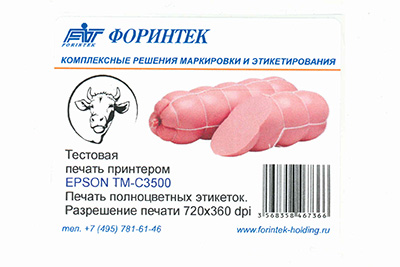 FORINTEK
ФОРИНТЕК
КОМПЛЕКСНЫЕ РЕШЕНИЯ МАРКИРОВКИ И ЭТИКЕТИРОВАНИЯ
Тестовая
печать принтером
EPSON TM-C3500
Печать полноцветных этикеток.
Разрешение печати 720x360 dpi
3 568358 467366
тел. +7 (495) 781-61-46
www.forintek-holding.ru